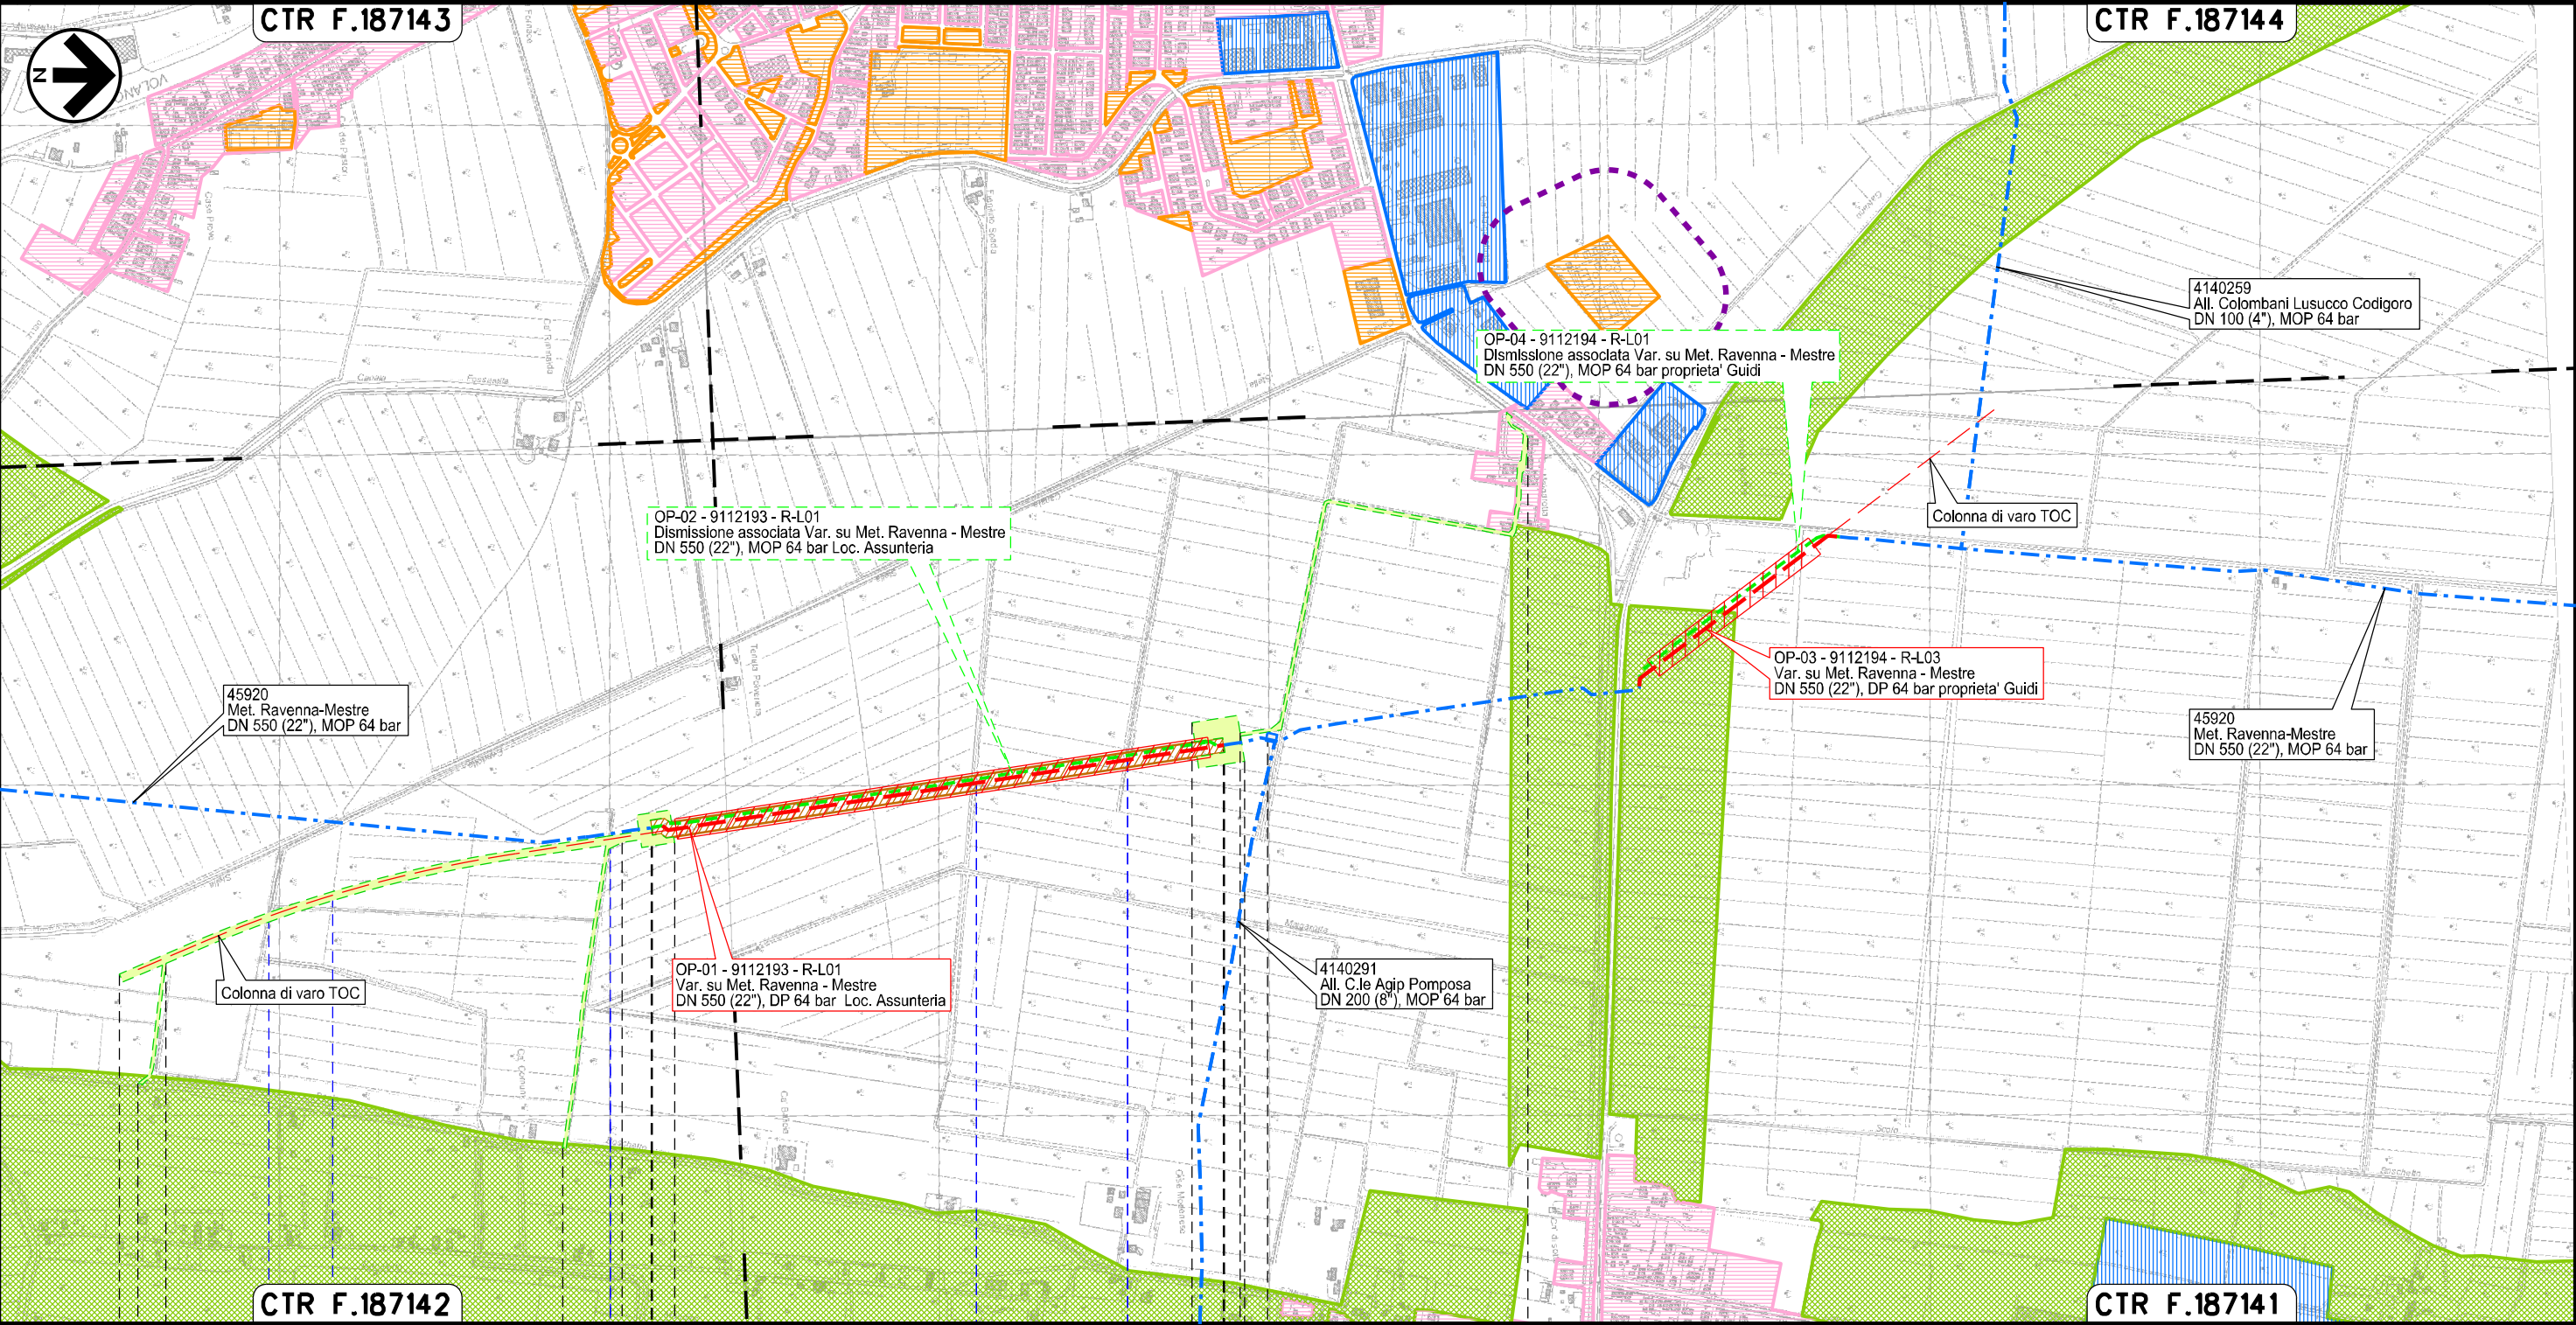 CTR F.187143
CTR F.187144
N
VOLANO
4140259
All. Colombani Lusucco Codigoro
DN 100 (4"), MOP 64 bar
OP-04 - 9112194 - R-L01
Dismissione associata Var. su Met. Ravenna - Mestre
DN 550 (22"), MOP 64 bar proprieta' Guidi
OP-02 - 9112193 - R-L01
Dismissione associata Var. su Met. Ravenna - Mestre
DN 550 (22"), MOP 64 bar Loc. Assunteria
Colonna di varo TOC
OP-03 - 9112194 - R-L03
Var. su Met. Ravenna - Mestre
DN 550 (22"), DP 64 bar proprieta' Guidi
45920
Met. Ravenna-Mestre
DN 550 (22"), MOP 64 bar
45920
Met. Ravenna-Mestre
DN 550 (22"), MOP 64 bar
OP-01 - 9112193 - R-L01
Var. su Met. Ravenna - Mestre
DN 550 (22"), DP 64 bar Loc. Assunteria
4140291
All. C.le Agip Pomposa
DN 200 (8"), MOP 64 bar
Colonna di varo TOC
CTR F.187142
CTR F.187141